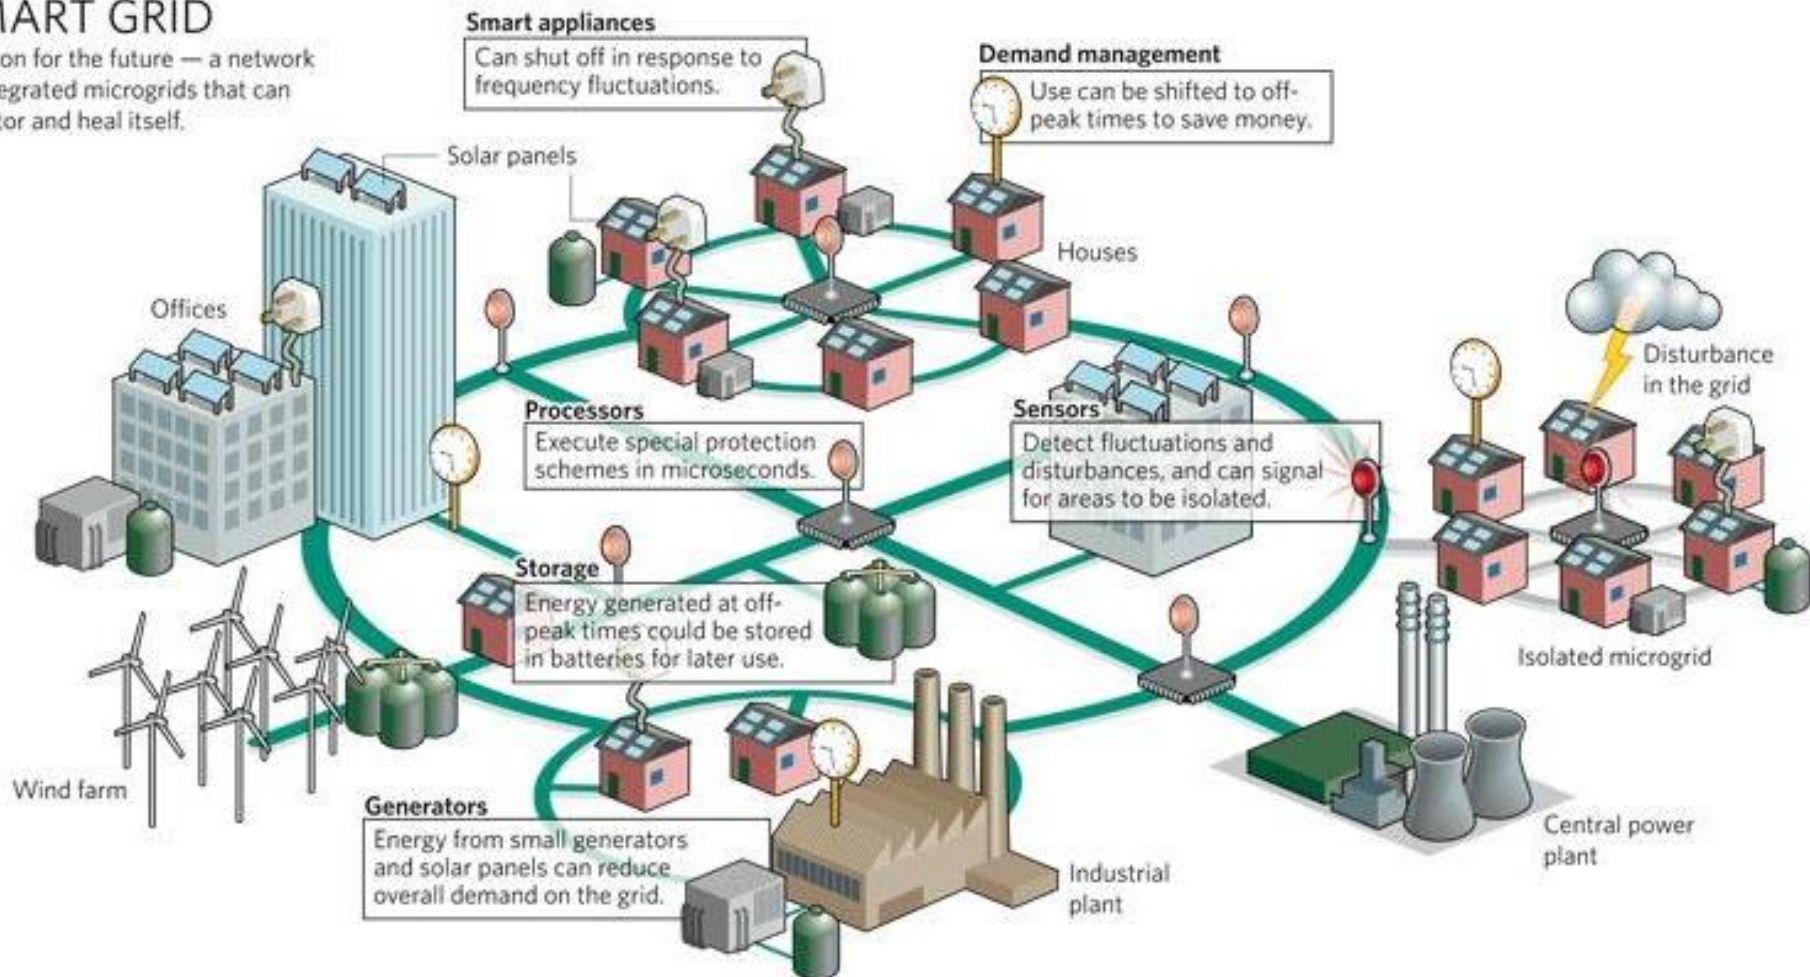 MART GRID
on for the future — a network
egrated microgrids that can
tor and heal itself.
Smart appliances
Can shut off in response to
frequency fluctuations.
Demand management
Use can be shifted to off-
peak times to save money.
Solar panels
Houses
Offices
Disturbance
in the grid
Processors
Execute special protection
schemes in microseconds.
Sensors
Detect fluctuations and
disturbances, and can signal
for areas to be isolated.
Storage
Energy generated at off-
peak times could be stored
in batteries for later use.
Isolated microgrid
Wind farm
Generators
Energy from small generators
and solar panels can reduce
overall demand on the grid.
Industrial
plant
Central power
plant